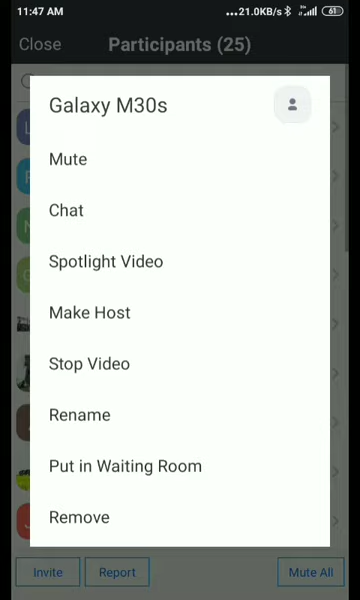 11:47 AM
...21.0KB/s
61
Close
Participants (25)
Galaxy M30s
Mute
Chat
Spotlight Video
Make Host
Stop Video
Rename
Put in Waiting Room
Remove
Invite
Report
Mute All